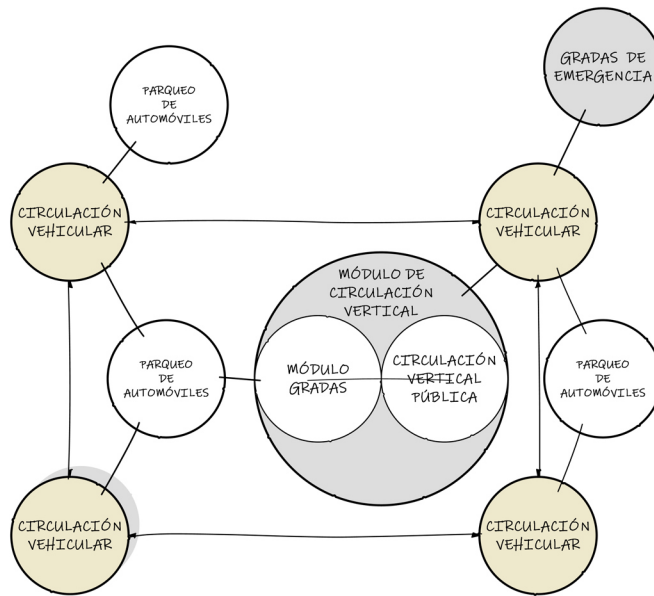 GRADAS DE
EMERGENCIA
PARQUEO
DE
AUTOMÓVILES
CIRCULACIÓN
VEHICULAR
CIRCULACIÓN
VEHICULAR
MÓDULO DE
CIRCULACIÓN
VERTICAL
PARQUEO
DE
AUTOMÓVILES
MÓDULO
GRADAS
CIRCULACIÓN
VERTICAL
PÚBLICA
PARQUEO
DE
AUTOMÓVILES
CIRCULACIÓN
VEHICULAR
CIRCULACIÓN
VEHICULAR